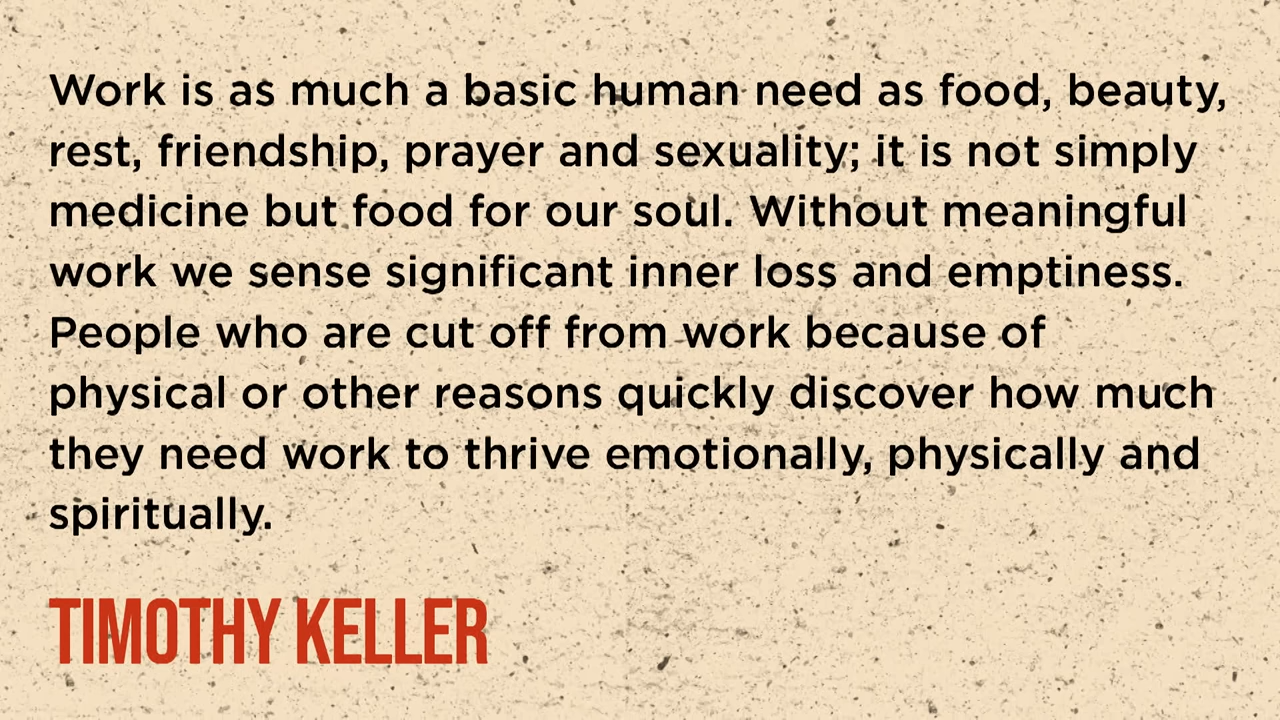 Work is as much a basic human need as food, beauty,
rest, friendship, prayer and sexuality; it is not simply
medicine but food for our soul. Without meaningful
work we sense significant inner loss and emptiness.
People who are cut off from work because of
physical or other reasons quickly discover how much
they need work to thrive emotionally, physically and
spiritually.
TIMOTHY KELLER